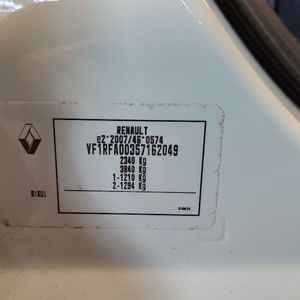 RENAULT
e2*2007/46*0574
VF1RFA00357162049
2340 Kg
3840 Kg
1-1210 Kg
2-1294 Kg